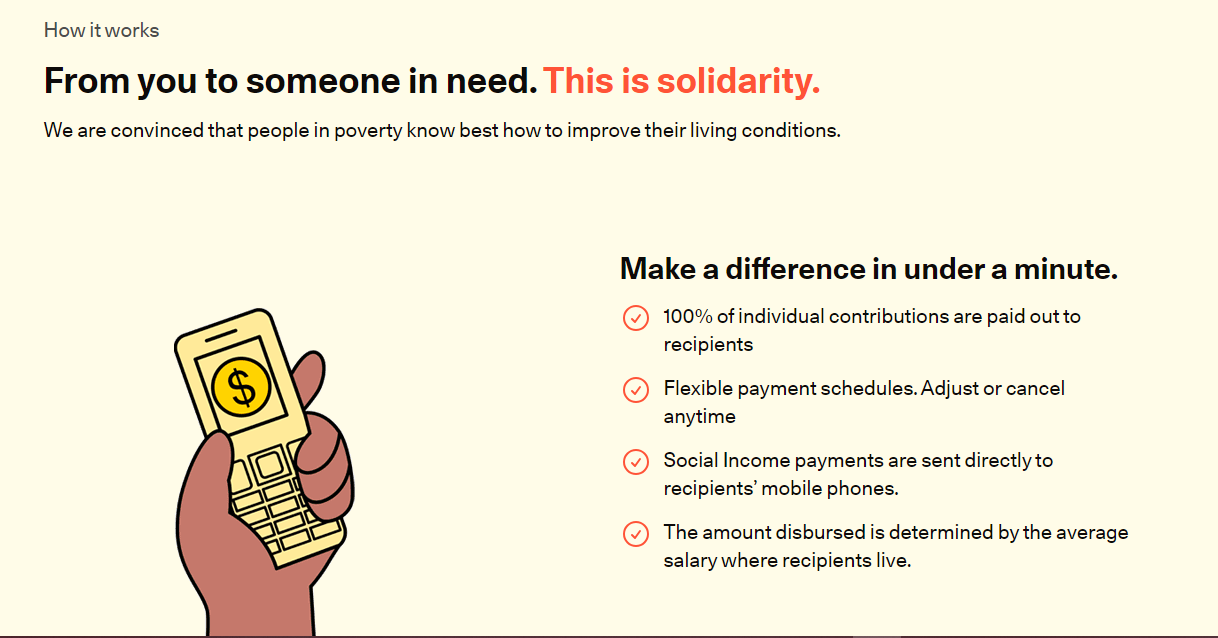 How it works
From you to someone in need. This is solidarity.
We are convinced that people in poverty know best how to improve their living conditions.
Make a difference in under a minute.
100% of individual contributions are paid out to
recipients
Flexible payment schedules. Adjust or cancel
anytime
Social Income payments are sent directly to
recipients’ mobile phones.
The amount disbursed is determined by the average
salary where recipients live.
$